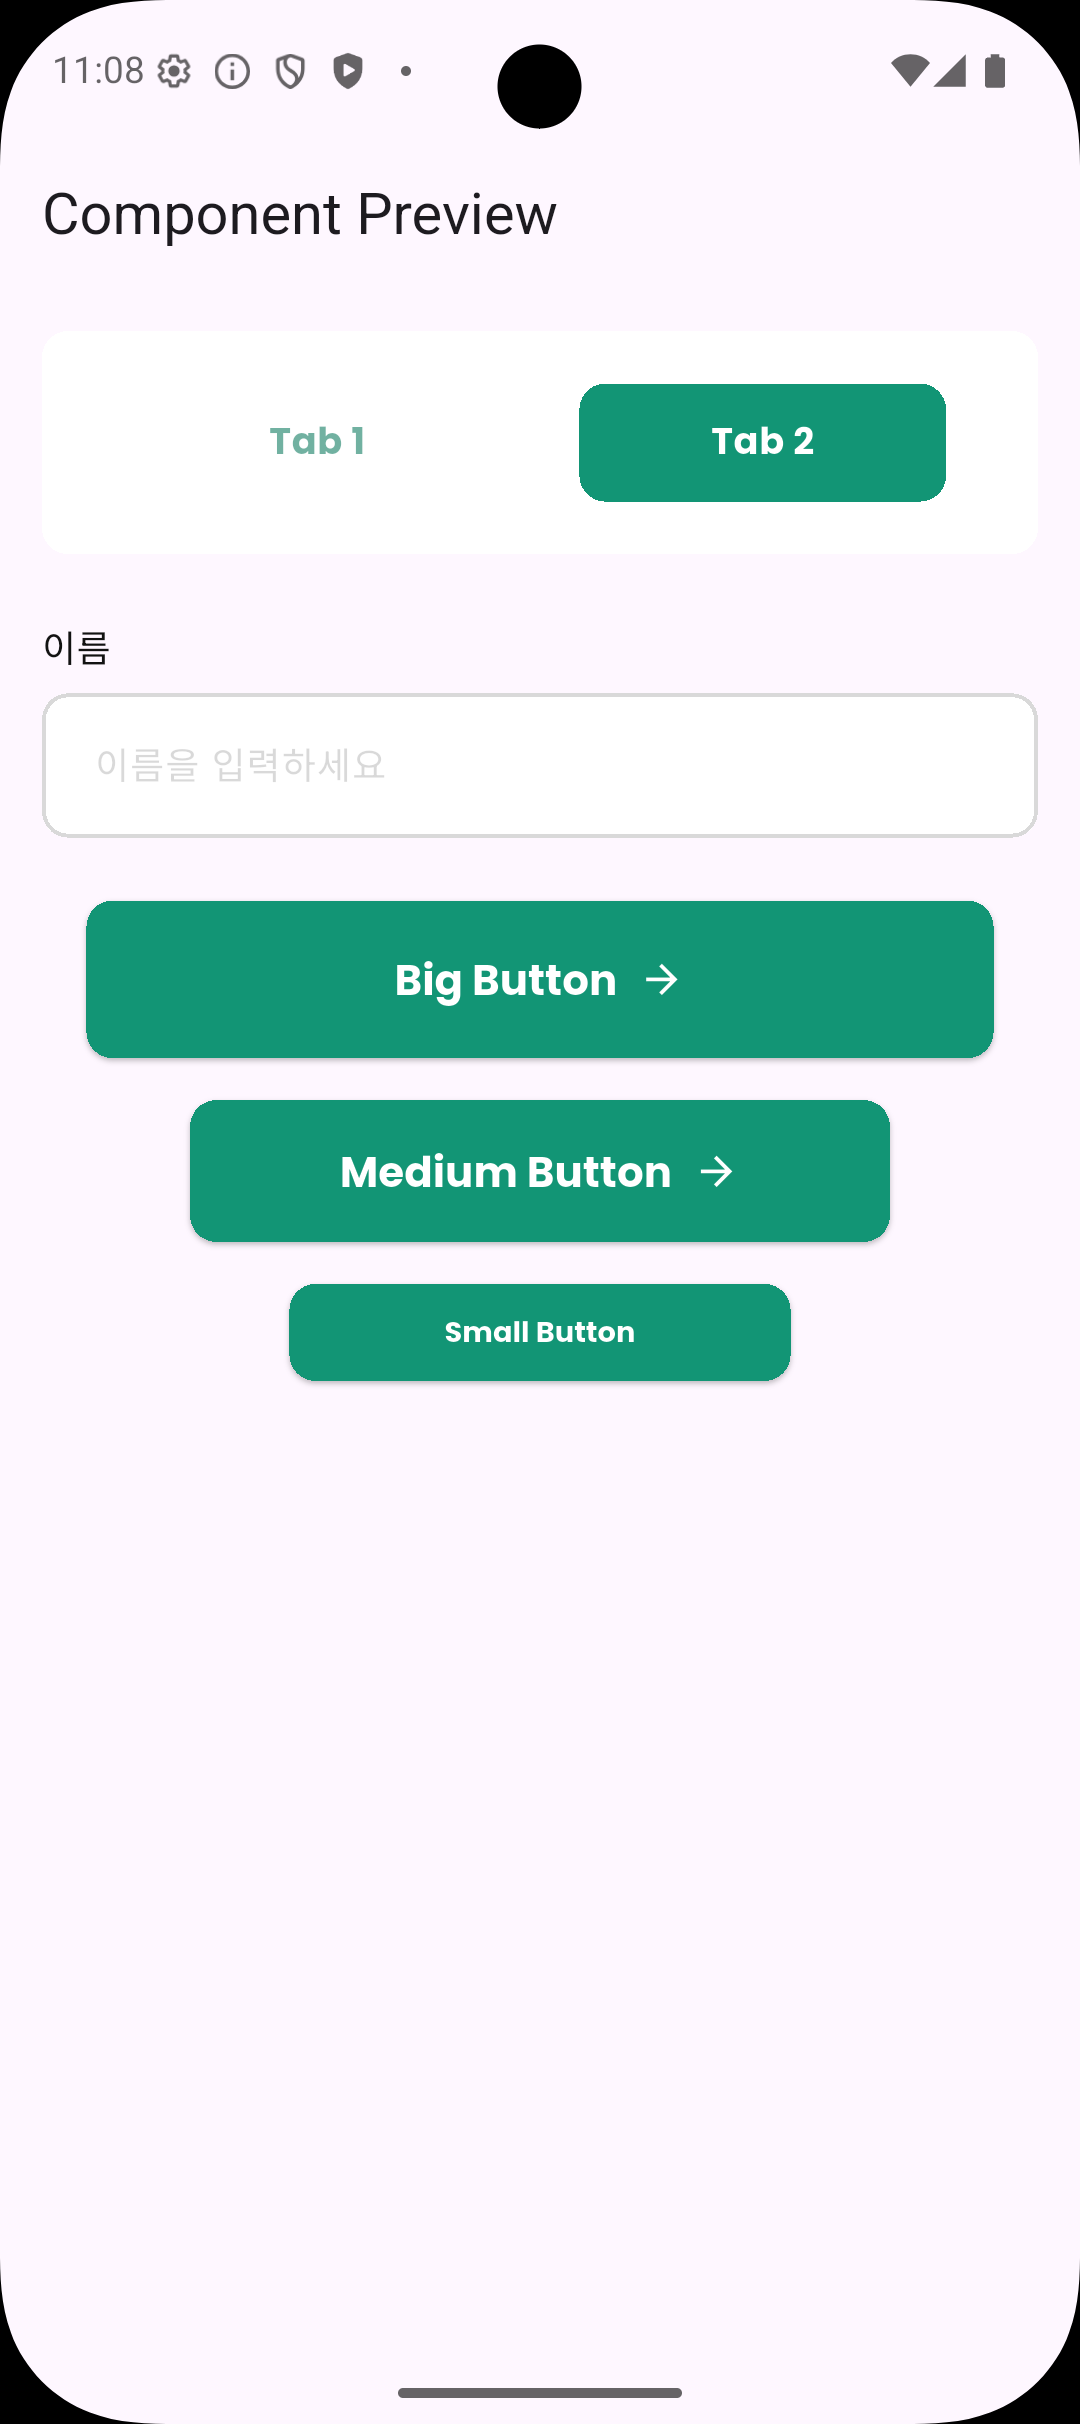 11:08
Component Preview
Tab 1 Tab 2
이름
이름을 입력하세요
Big Button →
Medium Button →
Small Button